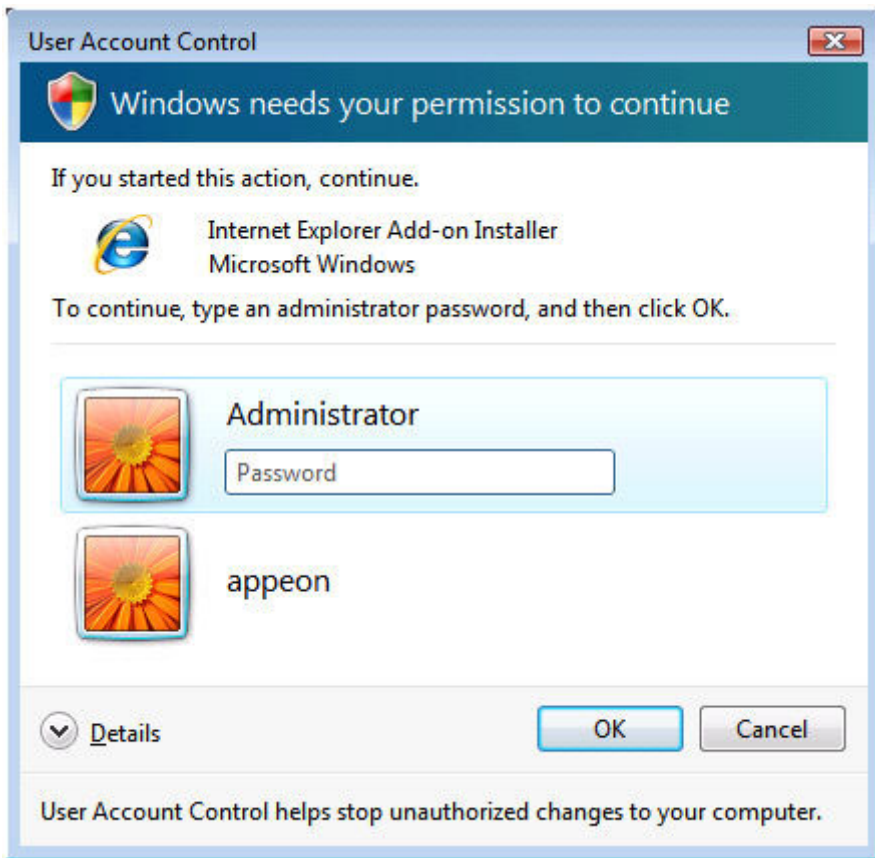 User Account Control
Windows needs your permission to continue
If you started this action, continue.
Internet Explorer Add-on Installer
Microsoft Windows
To continue, type an administrator password, and then click OK.
Administrator
Password
appeon
Details
OK
Cancel
User Account Control helps stop unauthorized changes to your computer.